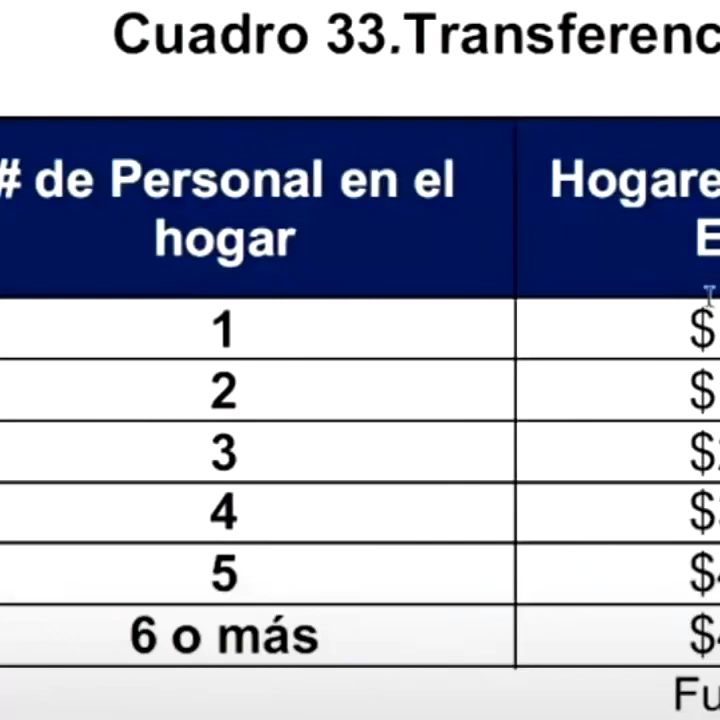 Cuadro 33.Transferenc
# de Personal en el
hogar
Hogare
E
1 $
2 $
3 $
4 $
5 $
6 o más $
Fu